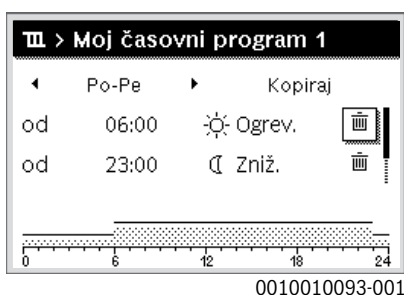 > Moj časovni program 1
Po-Pe Kopiraj
od 06:00 Ogrev.
od 23:00 Zniž.
0 6 12 18 24
0010010093-001